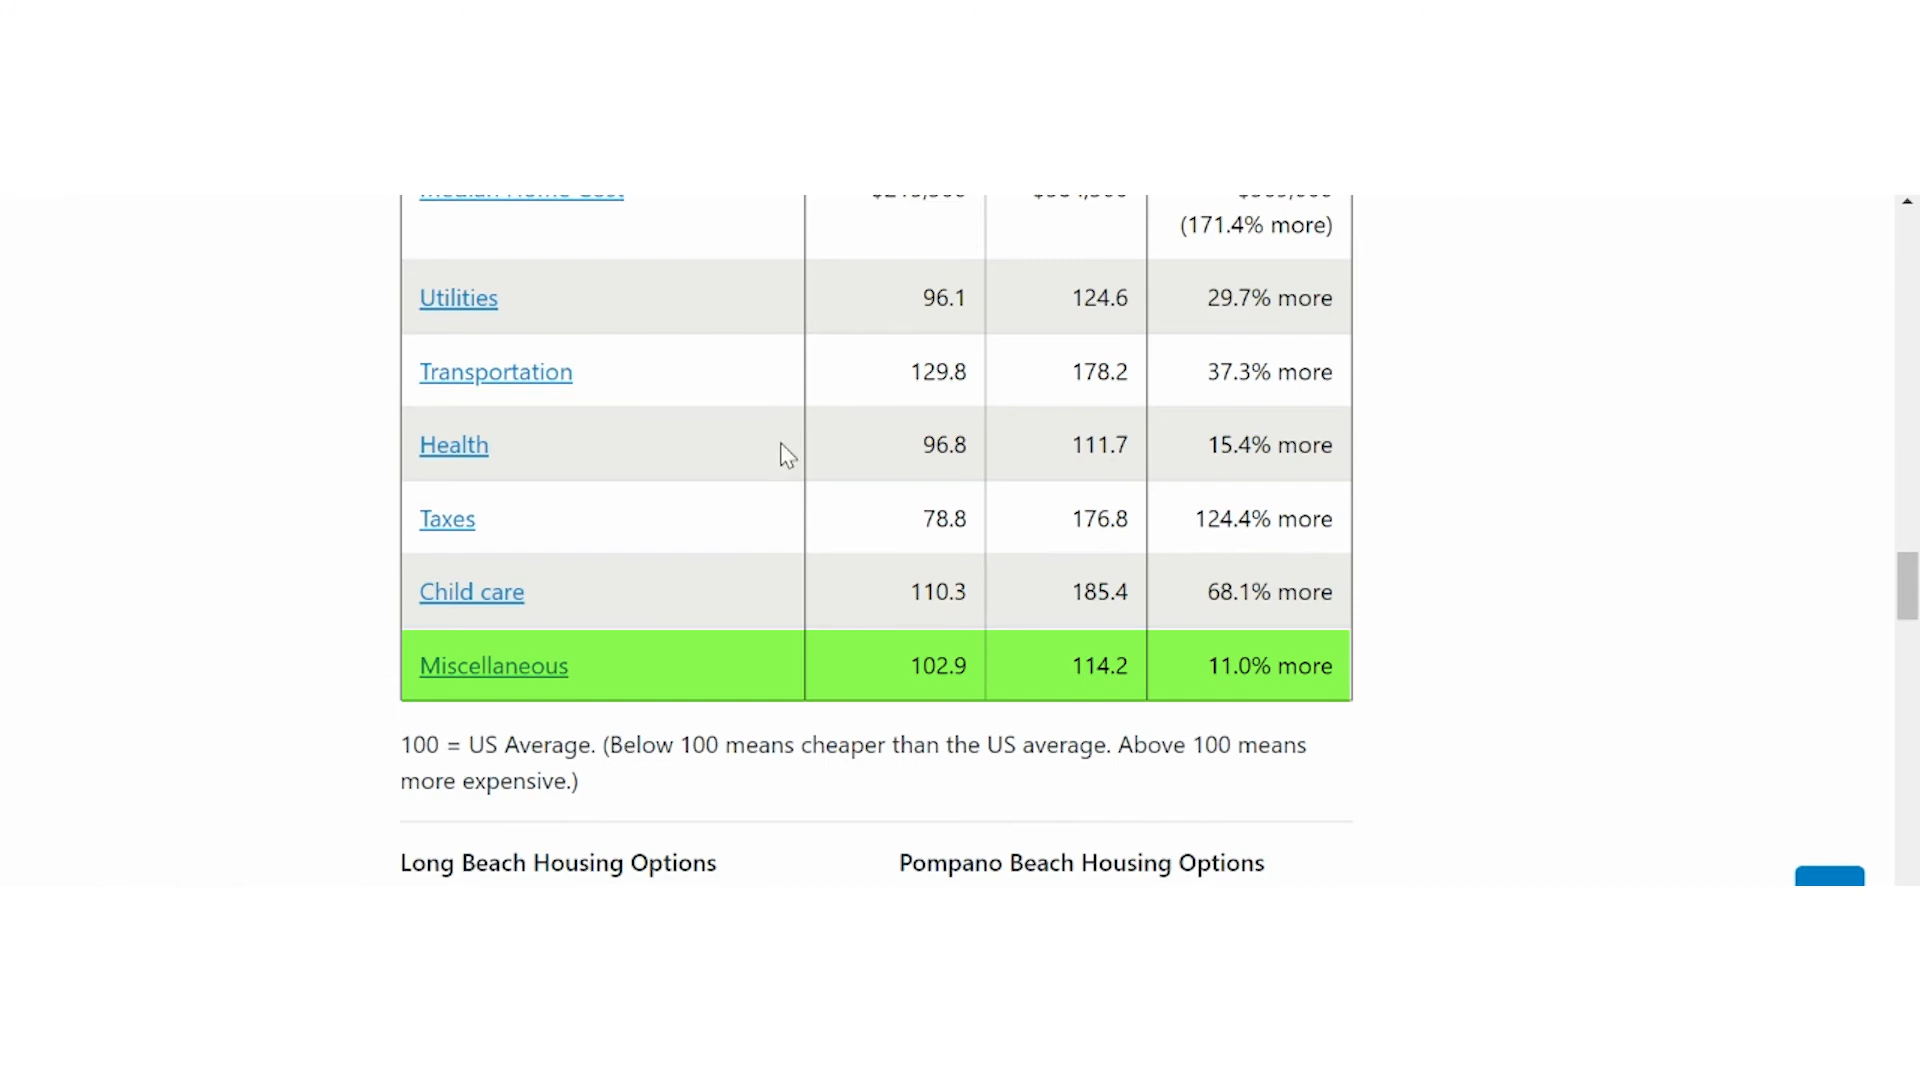 Median Home Cost
(171.4% more)
Utilities 96.1 124.6 29.7% more
Transportation 129.8 178.2 37.3% more
Health 96.8 111.7 15.4% more
Taxes 78.8 176.8 124.4% more
Child care 110.3 185.4 68.1% more
Miscellaneous 102.9 114.2 11.0% more
100 = US Average. (Below 100 means cheaper than the US average. Above 100 means
more expensive.)
Long Beach Housing Options Pompano Beach Housing Options